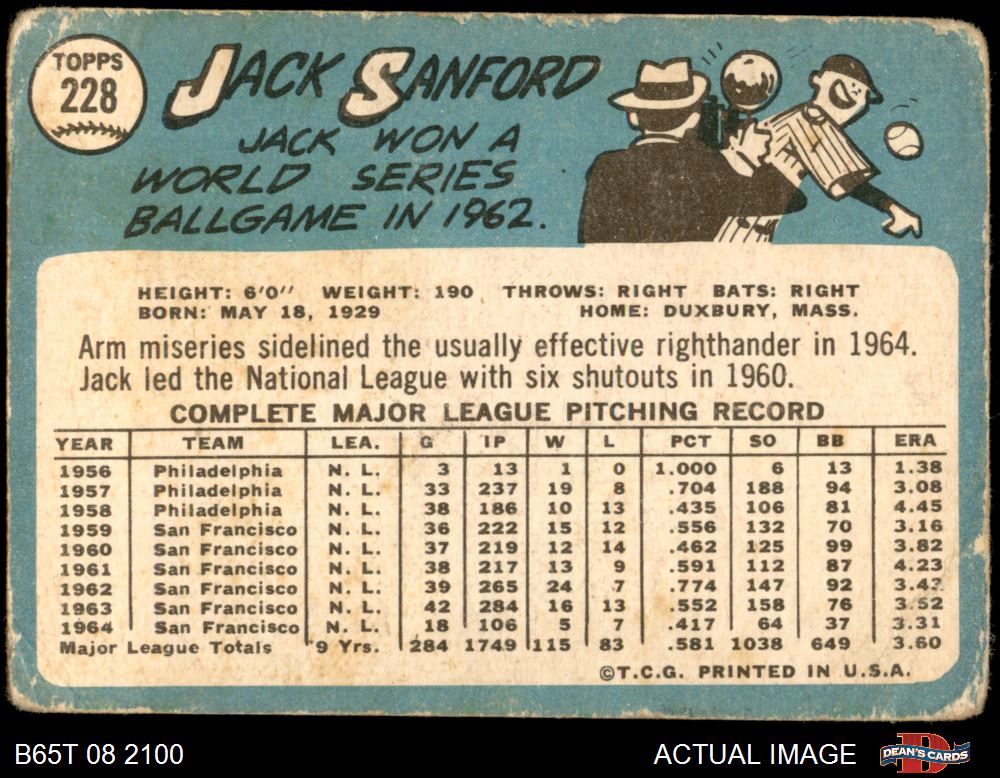 TOPPS
228
JACK SANFORD
JACK WON A
WORLD SERIES
BALLGAME IN 1962.
HEIGHT: 6'0" WEIGHT: 190 THROWS: RIGHT BATS: RIGHT
BORN: MAY 18, 1929 HOME: DUXBURY, MASS.
Arm miseries sidelined the usually effective righthander in 1964.
Jack led the National League with six shutouts in 1960.
COMPLETE MAJOR LEAGUE PITCHING RECORD
YEAR TEAM LEA. G IP W L PCT SO BB ERA
1956 Philadelphia N. L. 3 13 1 0 1.000 6 13 1.38
1957 Philadelphia N. L. 33 237 19 8 .704 188 94 3.08
1958 Philadelphia N. L. 38 186 10 13 .435 106 81 4.45
1959 San Francisco N. L. 36 222 15 12 .556 132 70 3.16
1960 San Francisco N. L. 37 219 12 14 .462 125 99 3.82
1961 San Francisco N. L. 38 217 13 9 .591 112 87 4.23
1962 San Francisco N. L. 39 265 24 7 .774 147 92 3.43
1963 San Francisco N. L. 42 284 16 13 .552 158 76 3.52
1964 San Francisco N. L. 18 106 5 7 .417 64 37 3.31
Major League Totals 9 Yrs. 284 1749 115 83 .581 1038 649 3.60
©T.C.G. PRINTED IN U.S.A.
B65T 08 2100 ACTUAL IMAGE DEAN'S CARDS